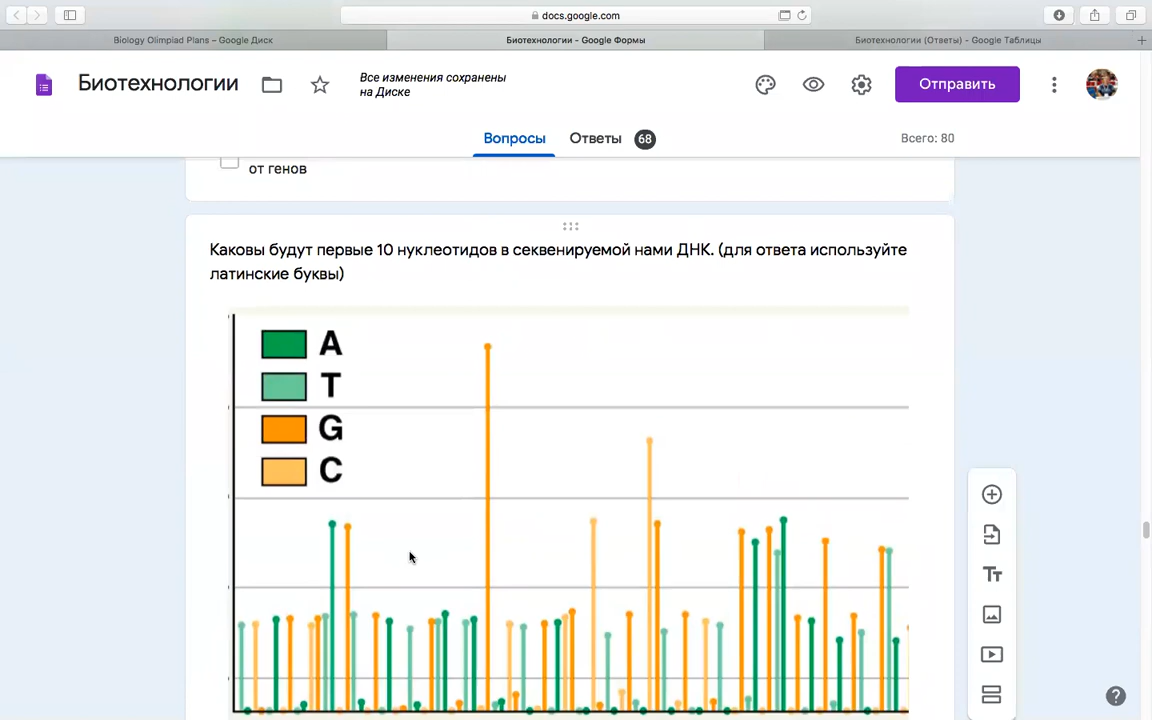 docs.google.com
Biology Olimpiad Plans – Google Диск
Биотехнологии - Google Формы
Биотехнологии (Ответы) - Google Таблицы
Биотехнологии
Все изменения сохранены
на Диске
Отправить
Вопросы
Ответы 68
Всего: 80
от генов
Каковы будут первые 10 нуклеотидов в секвенируемой нами ДНК. (для ответа используйте
латинские буквы)
A
T
G
C